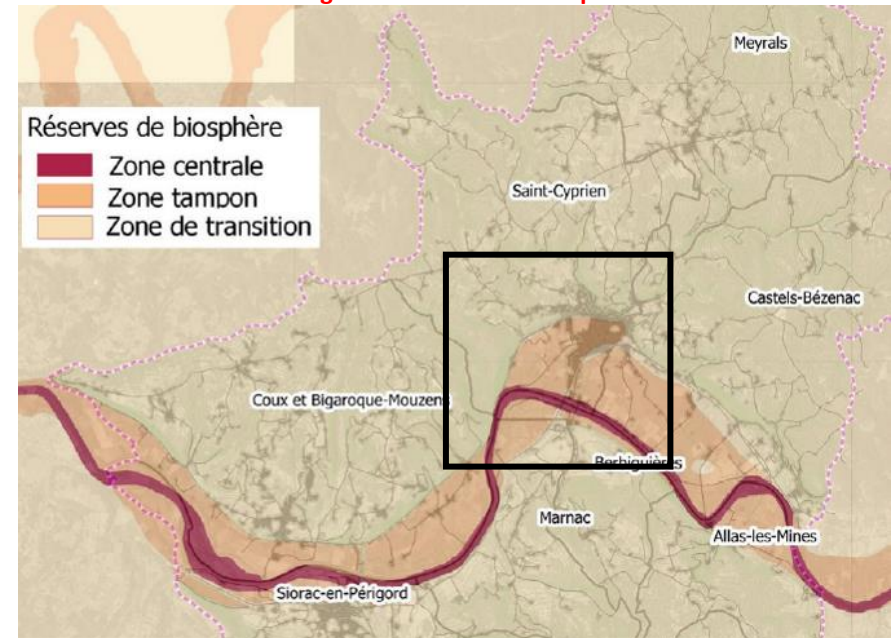 Meyrals
Réserves de biosphère
Zone centrale
Zone tampon
Zone de transition
Saint-Cyprien
Castels-Bézenac
Coux et Bigaroque-Mouzens
Berbiguières
Marnac
Allas-les-Mines
Siorac-en-Périgord